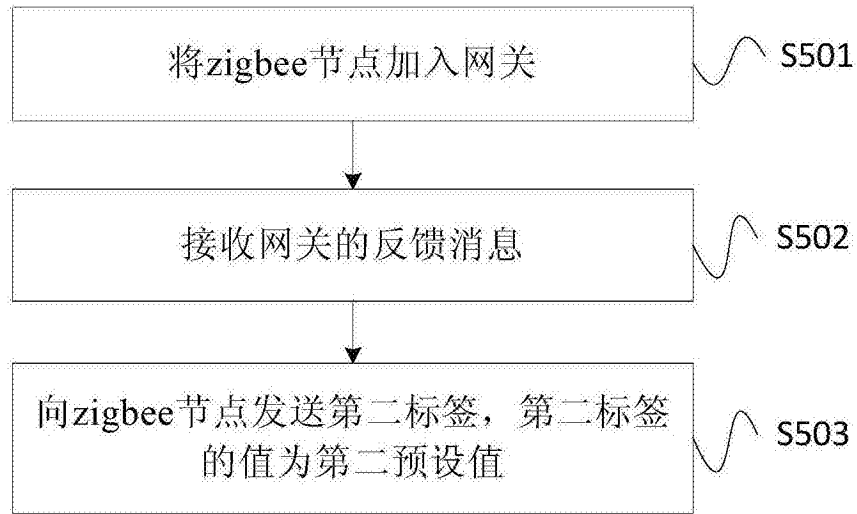 将zigbee节点加入网关
S501
接收网关的反馈消息
S502
向zigbee节点发送第二标签，第二标签
的值为第二预设值
S503